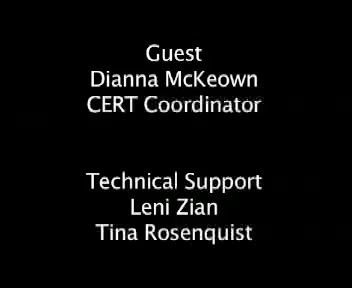 Guest
Dianna McKeown
CERT Coordinator
Technical Support
Leni Zian
Tina Rosenquist